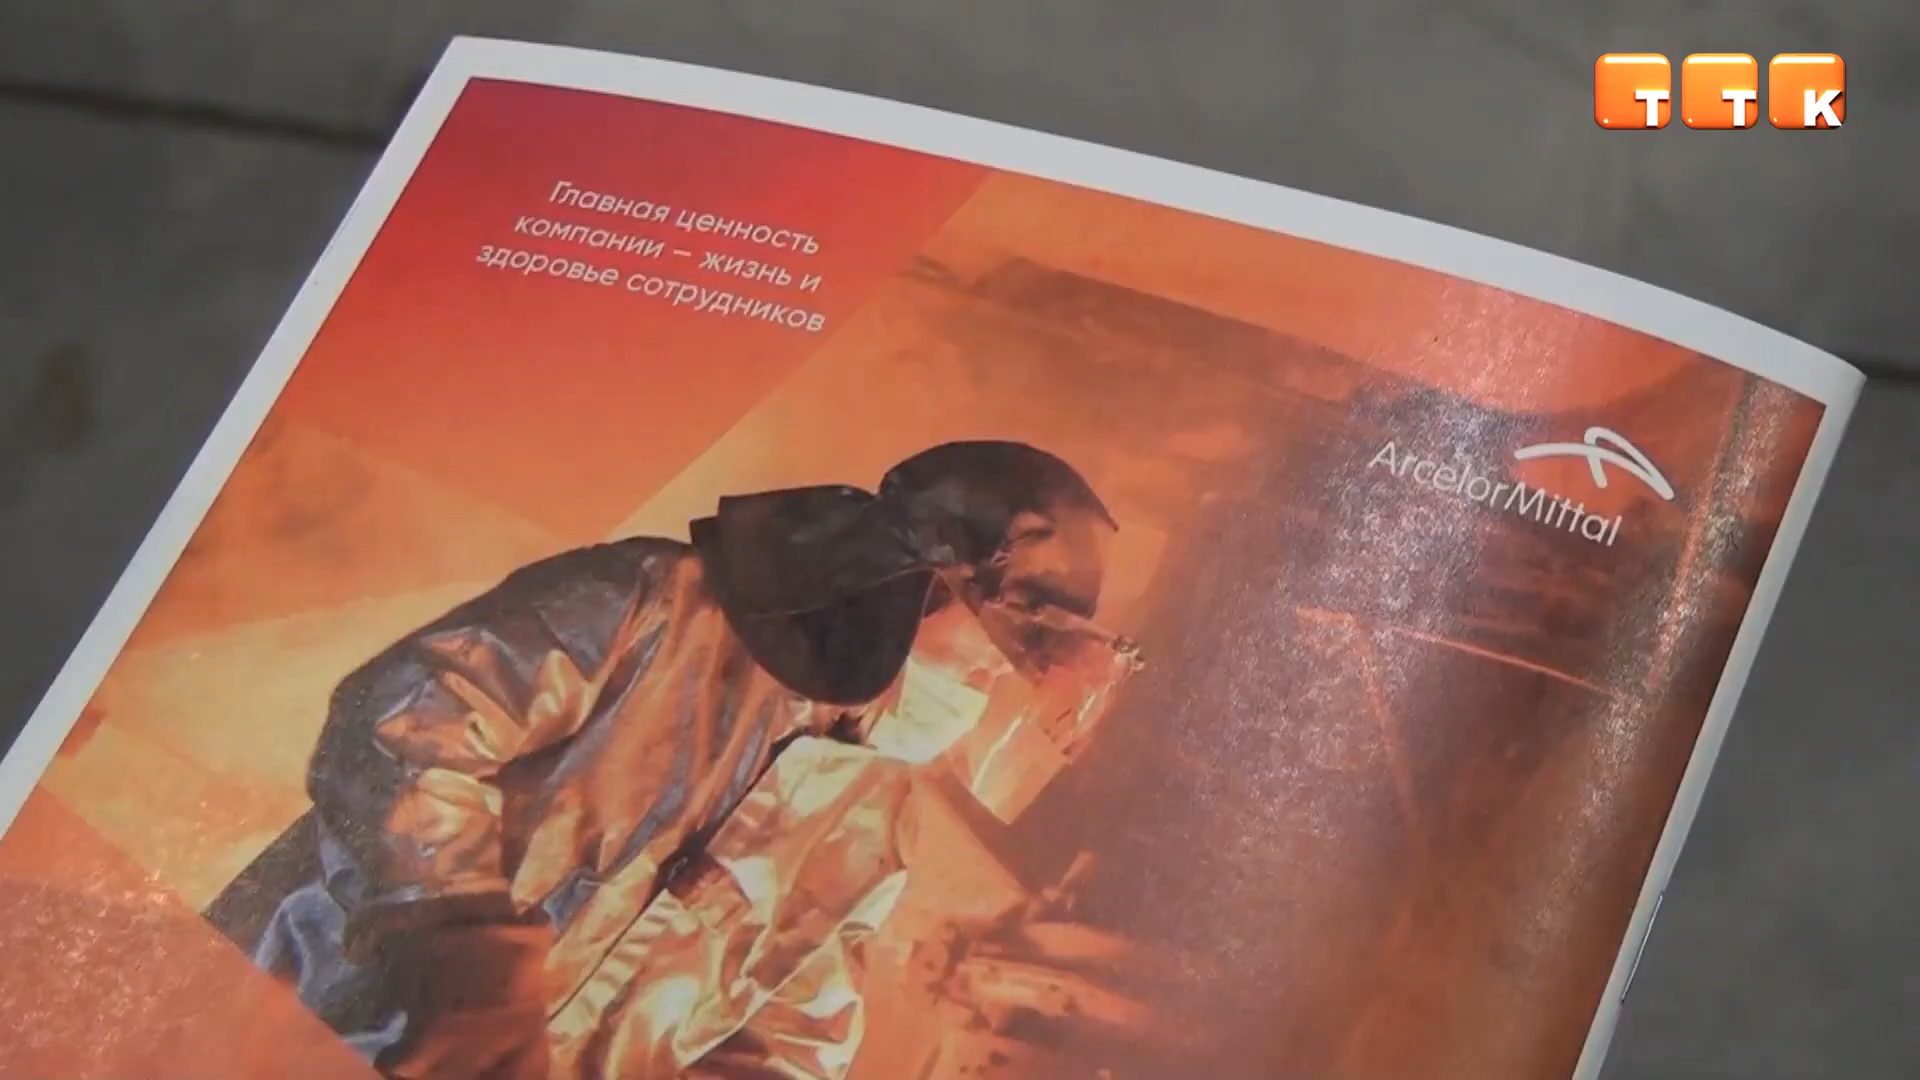 Главная ценность
компании – жизнь и
здоровье сотрудников
ArcelorMittal
ТТК